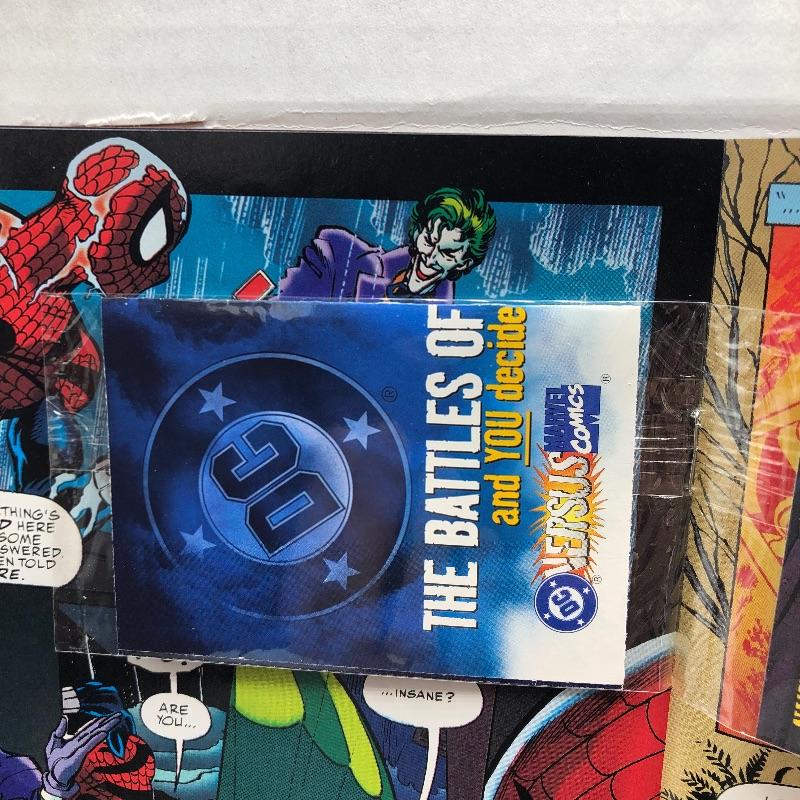 THE BATTLES OF
and YOU decide
DC
DC
VERSUS
MARVEL
COMICS
®
®
®
THING'S
D HERE
SOME
SWERED.
EN TOLD
RE.
ARE
YOU...
...INSANE?